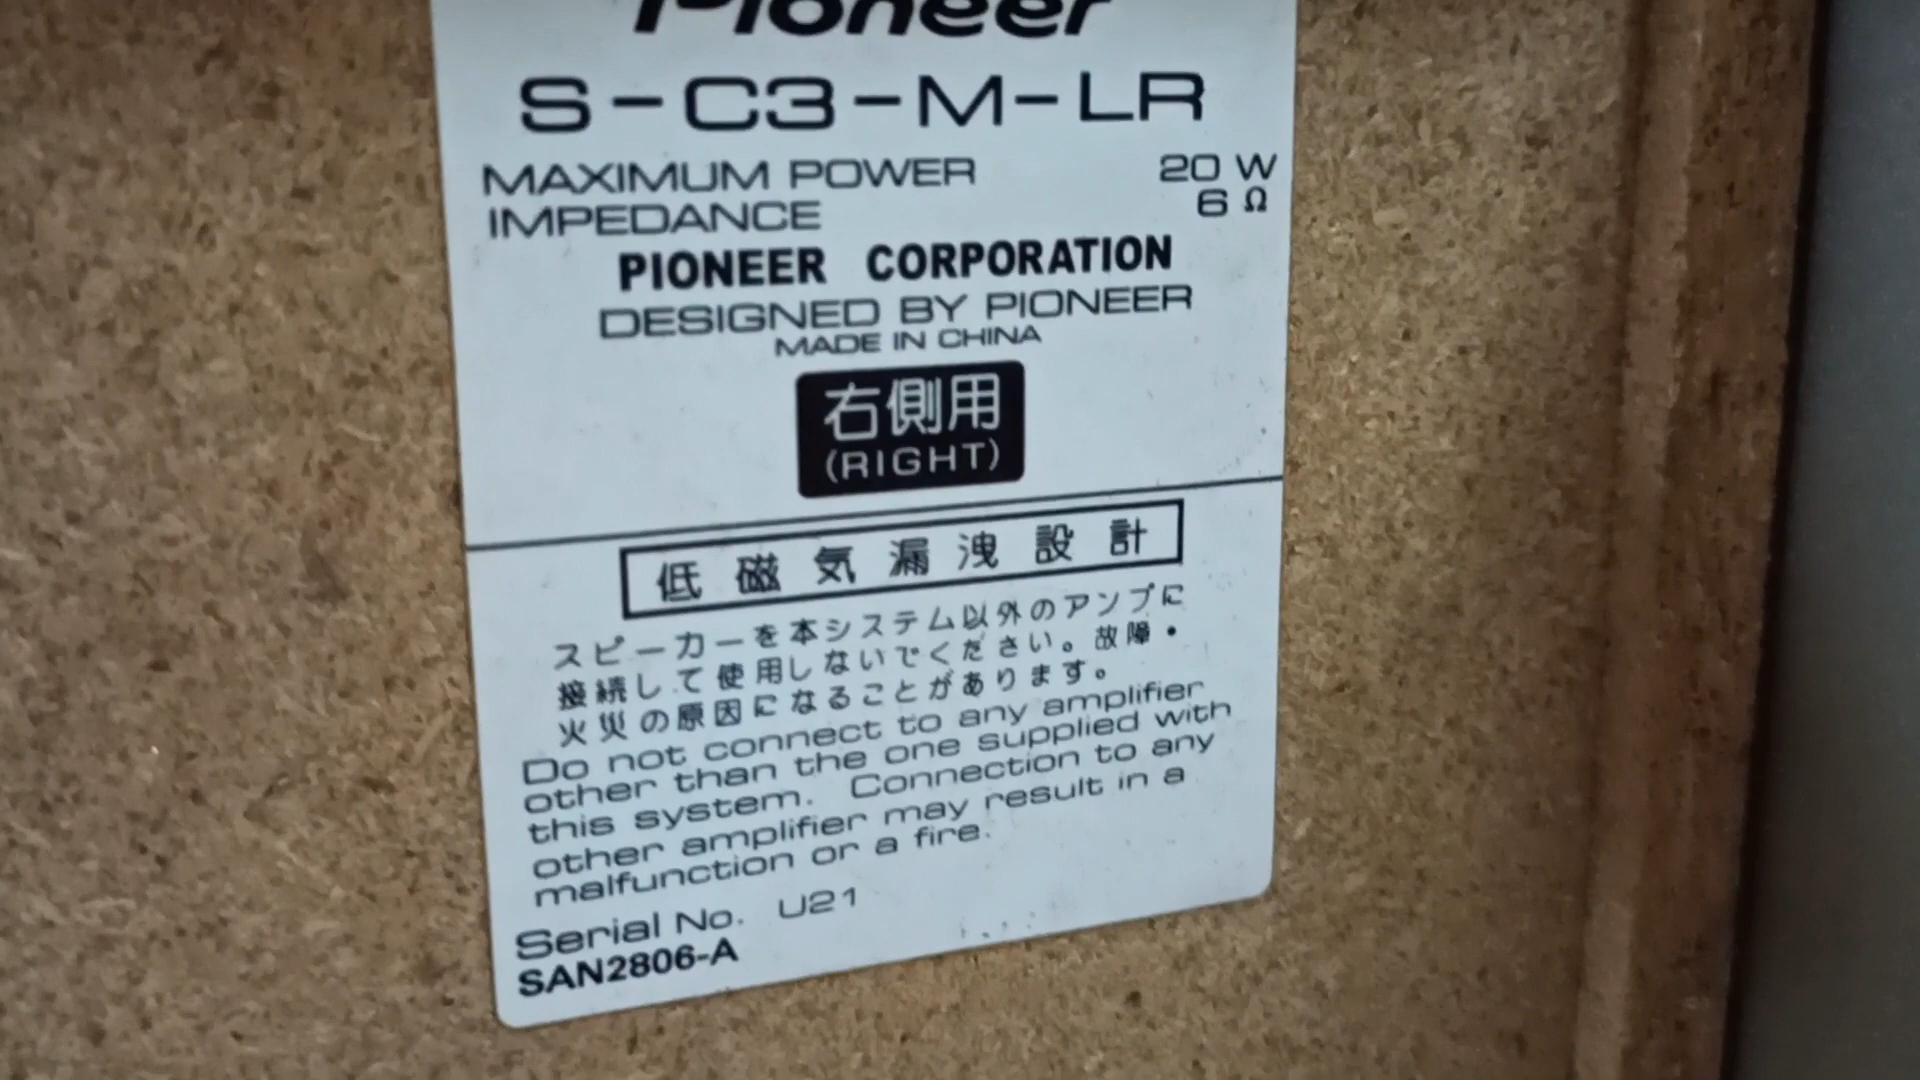 Pioneer
S-C3-M-LR
MAXIMUM POWER 20 W
IMPEDANCE 6 Ω
PIONEER CORPORATION
DESIGNED BY PIONEER
MADE IN CHINA
右側用
(RIGHT)
低磁気漏洩設計
スピーカーを本システム以外のアンプに
接続して使用しないでください。故障・
火災の原因になることがあります。
Do not connect to any amplifier
other than the one supplied with
this system. Connection to any
other amplifier may result in a
malfunction or a fire.
Serial No. U21
SAN2806-A